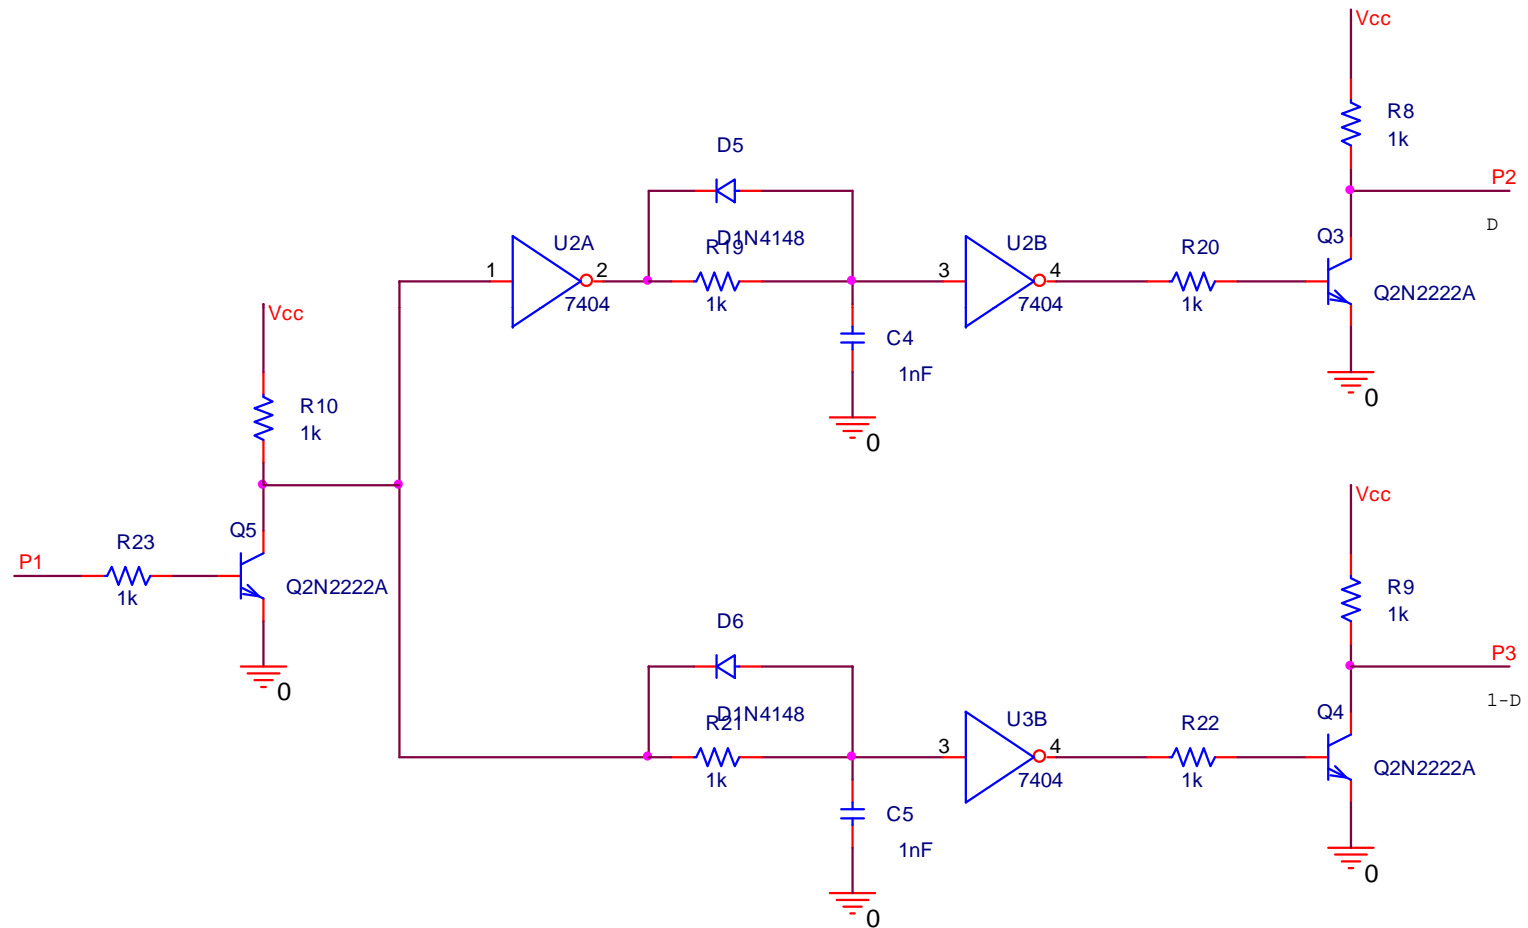 Vcc
R8
1k
D5
P2
D
U2A
D1N4148
R19
U2B
R20
Q3
1
2
3
4
7404
1k
7404
1k
Q2N2222A
Vcc
C4
1nF
0
R10
1k
0
Vcc
Q5
R23
P1
1k
Q2N2222A
R9
1k
D6
P3
0
1-D
D1N4148
R21
U3B
R22
Q4
3
4
1k
7404
1k
Q2N2222A
C5
1nF
0
0